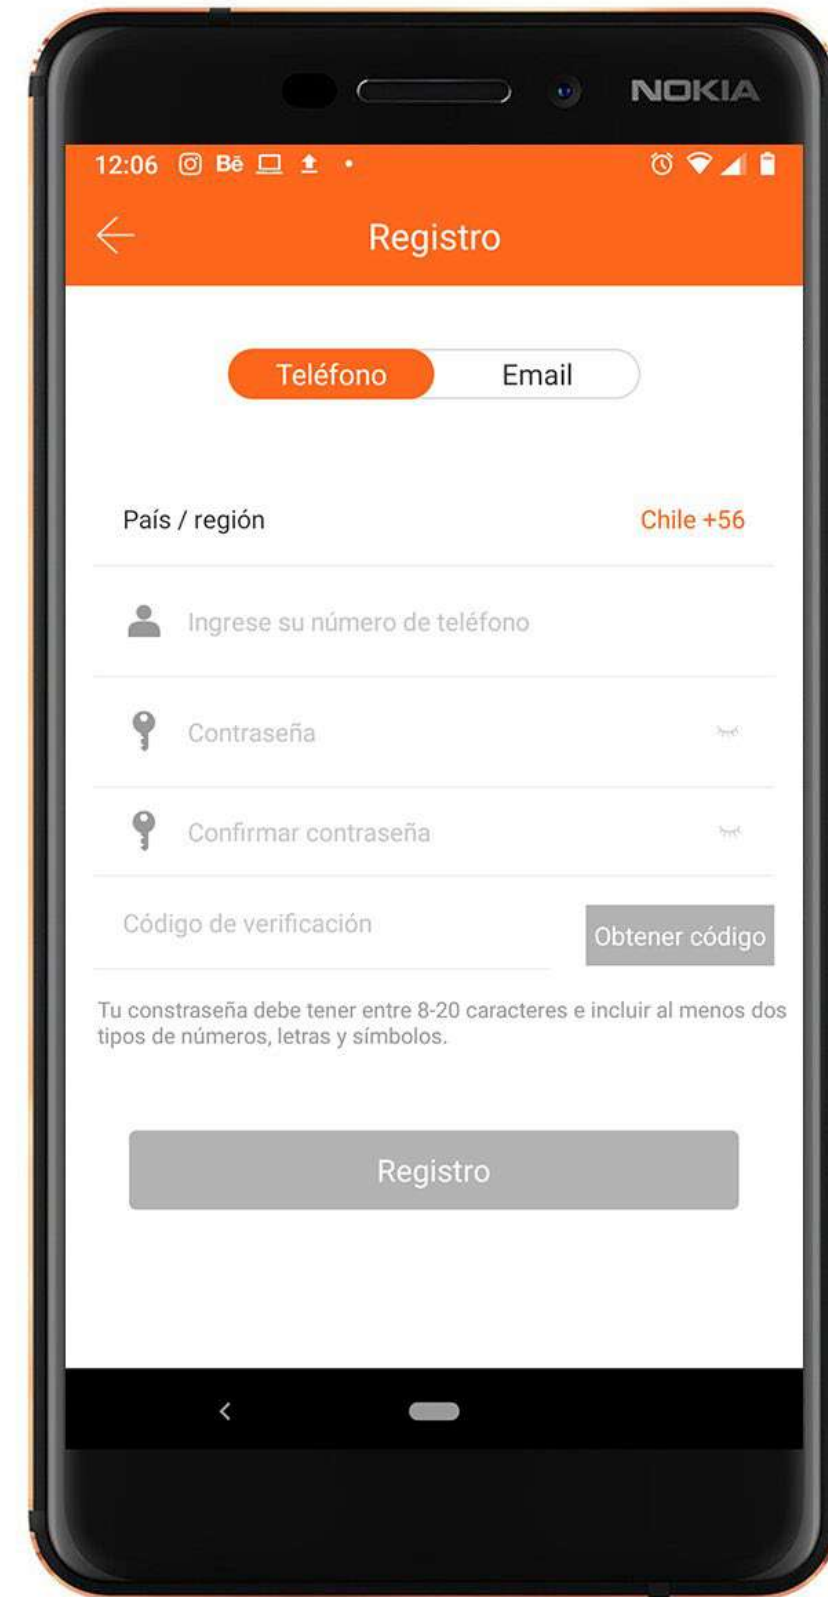 NOKIA
12:06 Bē
Registro
Teléfono Email
País / región Chile +56
Ingrese su número de teléfono
Contraseña
Confirmar contraseña
Código de verificación
Obtener código
Tu constraseña debe tener entre 8-20 caracteres e incluir al menos dos
tipos de números, letras y símbolos.
Registro